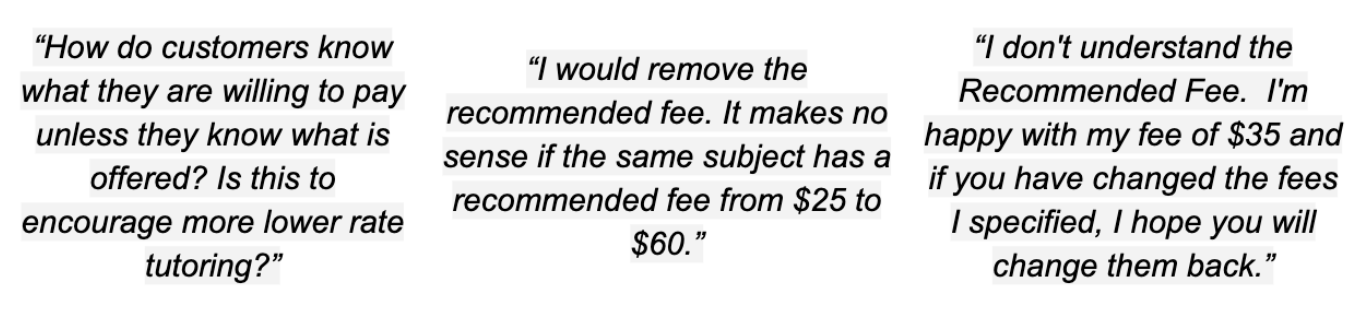 “How do customers know
what they are willing to pay
unless they know what is
offered? Is this to
encourage more lower rate
tutoring?”
“I would remove the
recommended fee. It makes no
sense if the same subject has a
recommended fee from $25 to
$60.”
“I don't understand the
Recommended Fee.  I'm
happy with my fee of $35 and
if you have changed the fees
I specified, I hope you will
change them back.”